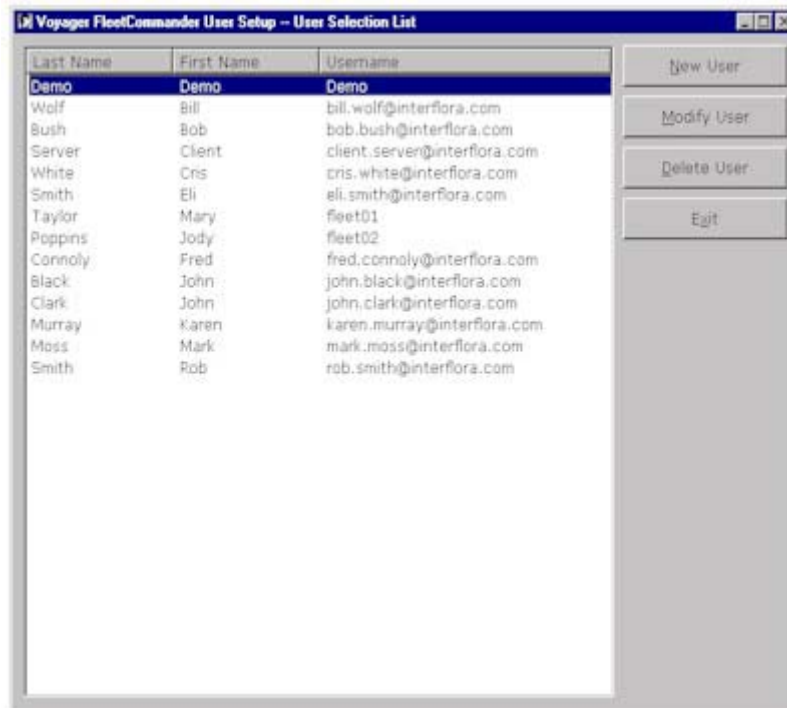 Voyager FleetCommander User Setup -- User Selection List
Last Name First Name Username
Demo Demo Demo
Wolf Bill bill.wolf@interflora.com
Bush Bob bob.bush@interflora.com
Server Client client.server@interflora.com
White Cris cris.white@interflora.com
Smith Eli eli.smith@interflora.com
Taylor Mary fleet01
Poppins Jody fleet02
Connoly Fred fred.connoly@interflora.com
Black John john.black@interflora.com
Clark John john.clark@interflora.com
Murray Karen karen.murray@interflora.com
Moss Mark mark.moss@interflora.com
Smith Rob rob.smith@interflora.com
New User
Modify User
Delete User
Exit